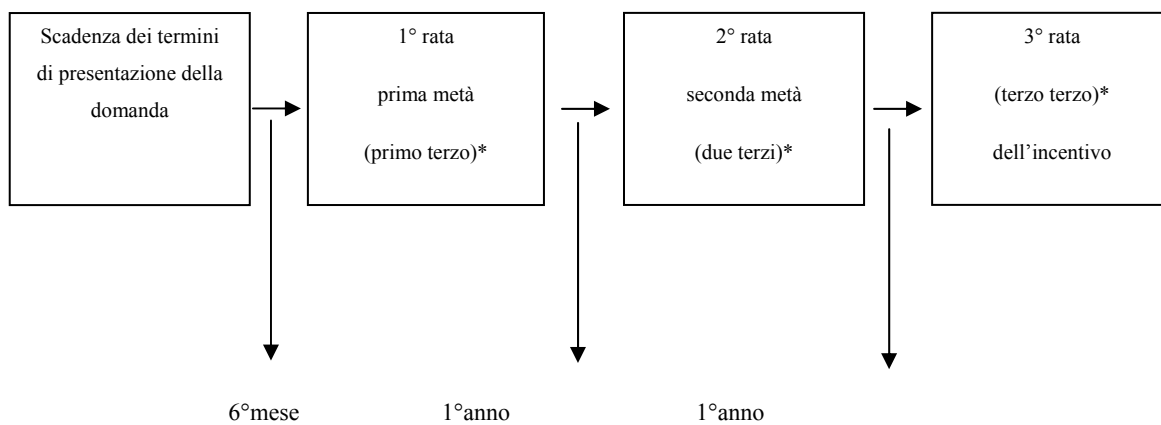 Scadenza dei termini
di presentazione della
domanda
1° rata
prima metà
(primo terzo)*
2° rata
seconda metà
(due terzi)*
3° rata
(terzo terzo)*
dell’incentivo
6°mese
1°anno
1°anno